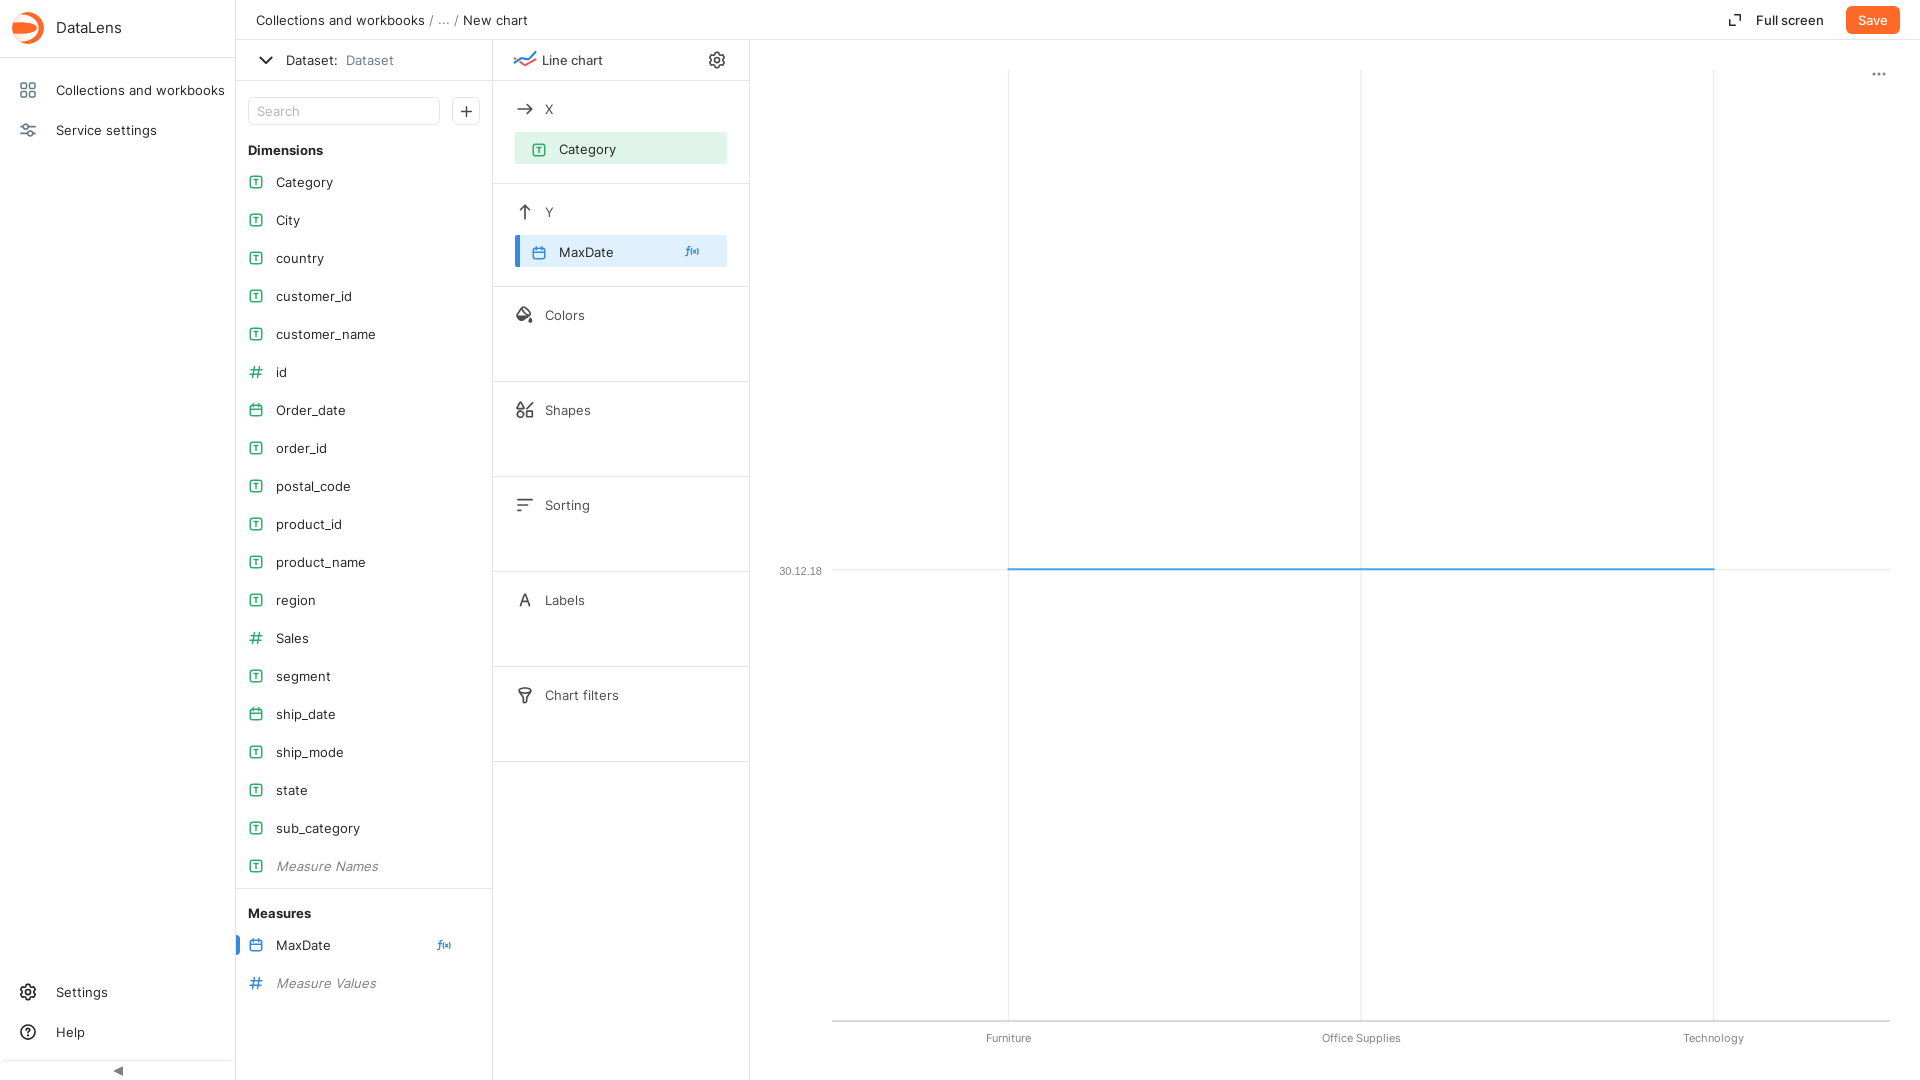 DataLens
Collections and workbooks
Service settings
Settings
Help
Collections and workbooks / ... / New chart
Full screen
Save
Dataset: Dataset
Search
Dimensions
Category
City
country
customer_id
customer_name
id
Order_date
order_id
postal_code
product_id
product_name
region
Sales
segment
ship_date
ship_mode
state
sub_category
Measure Names
Measures
MaxDate
Measure Values
Line chart
X
Category
Y
MaxDate
Colors
Shapes
Sorting
Labels
Chart filters
30.12.18
Furniture
Office Supplies
Technology